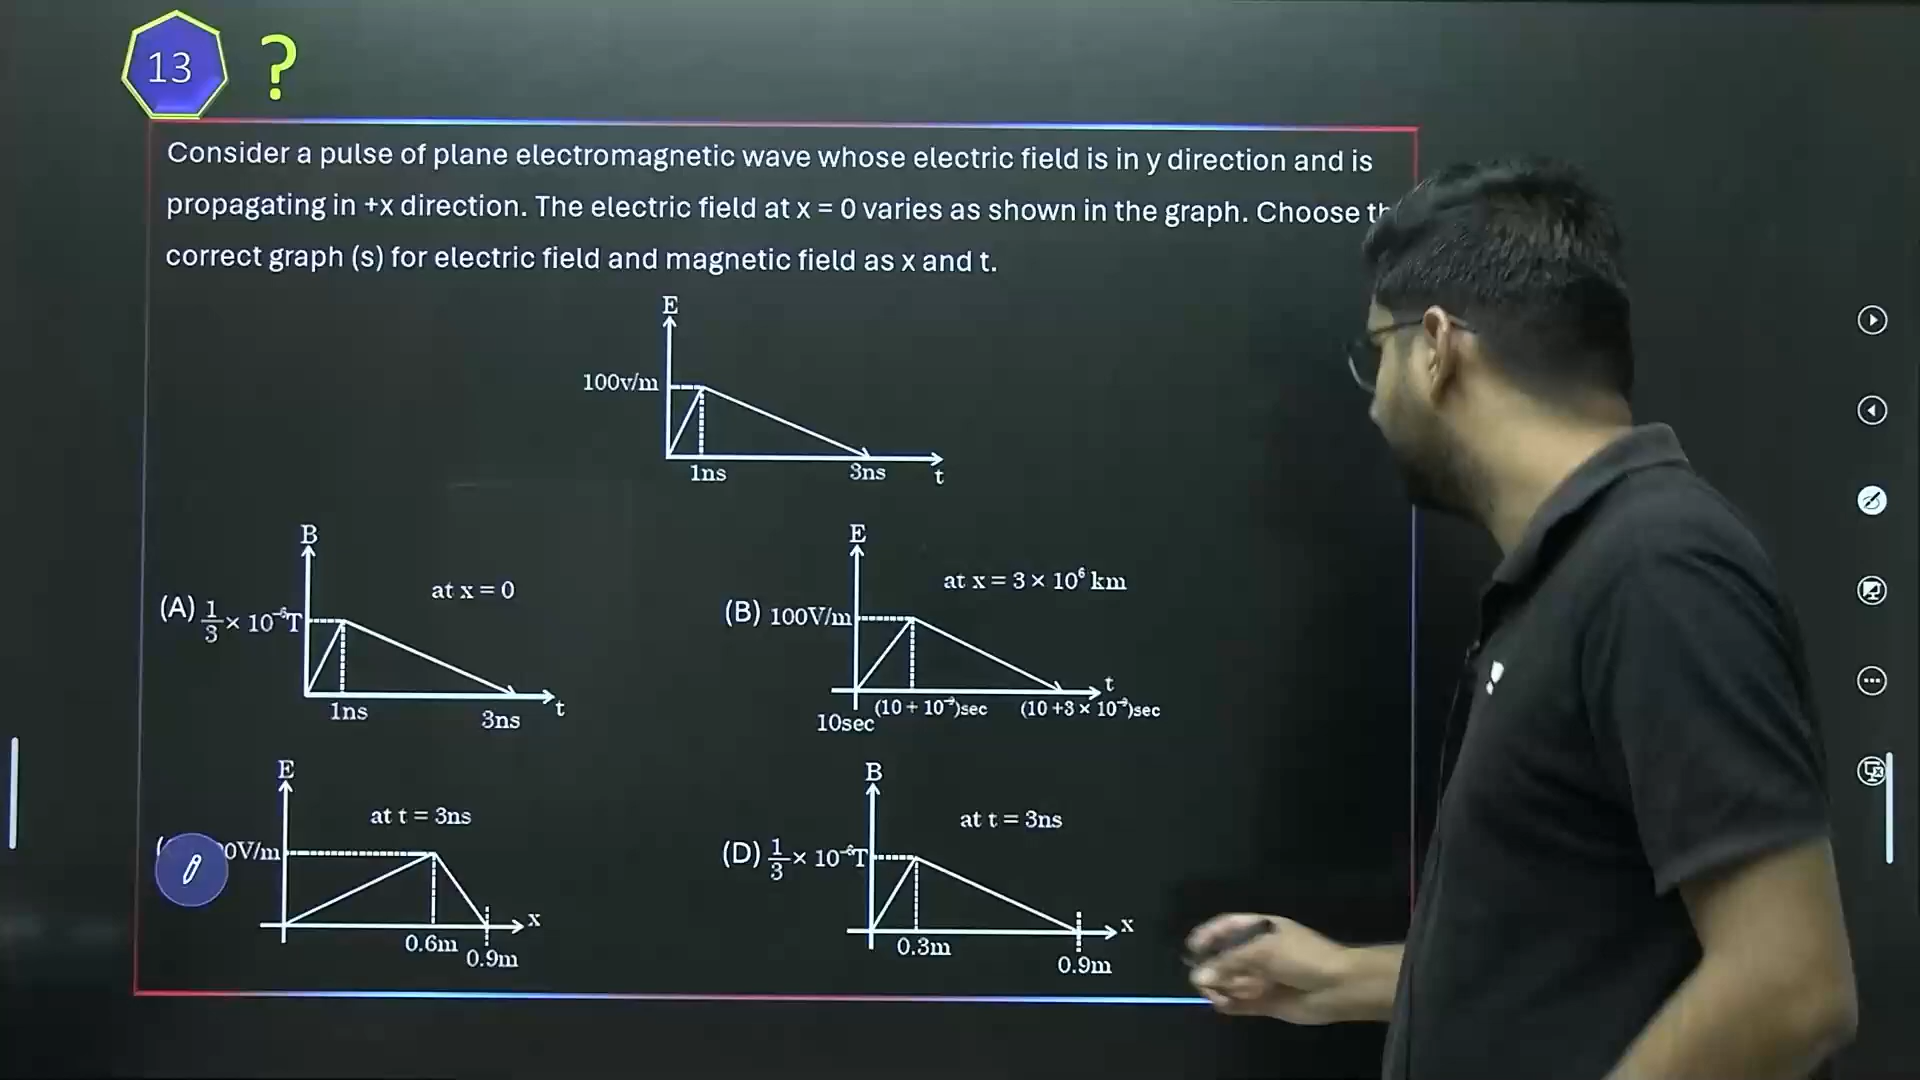 13 ?
Consider a pulse of plane electromagnetic wave whose electric field is in y direction and is
propagating in +x direction. The electric field at x = 0 varies as shown in the graph. Choose
correct graph (s) for electric field and magnetic field as x and t.
E
100v/m
1ns 3ns t
B
at x = 0
(A) 1/3 × 10⁻⁶T
1ns 3ns t
E
at x = 3 × 10⁶ km
(B) 100V/m
t
10sec (10 + 10⁻⁹)sec (10 +3 × 10⁻⁹)sec
E
at t = 3ns
0V/m
x
0.6m 0.9m
B
at t = 3ns
(D) 1/3 × 10⁻⁶T
x
0.3m 0.9m